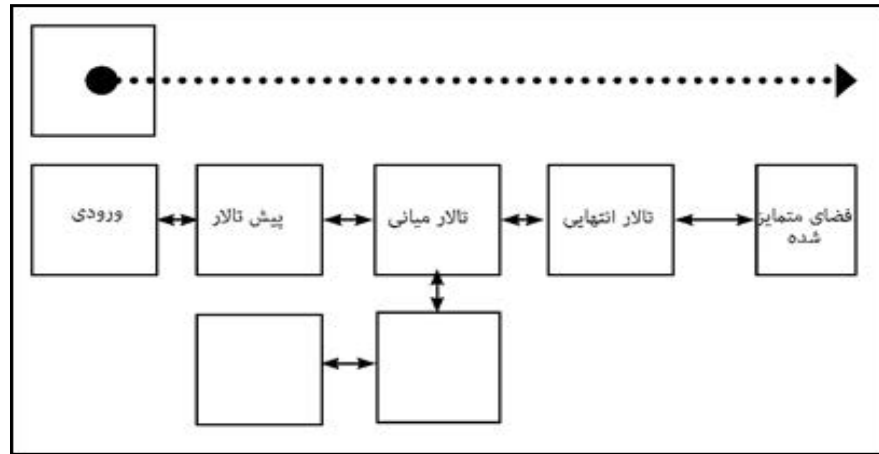 ورودی
پیش تالار
تالار میانی
تالار انتهایی
فضای متمایز
شده